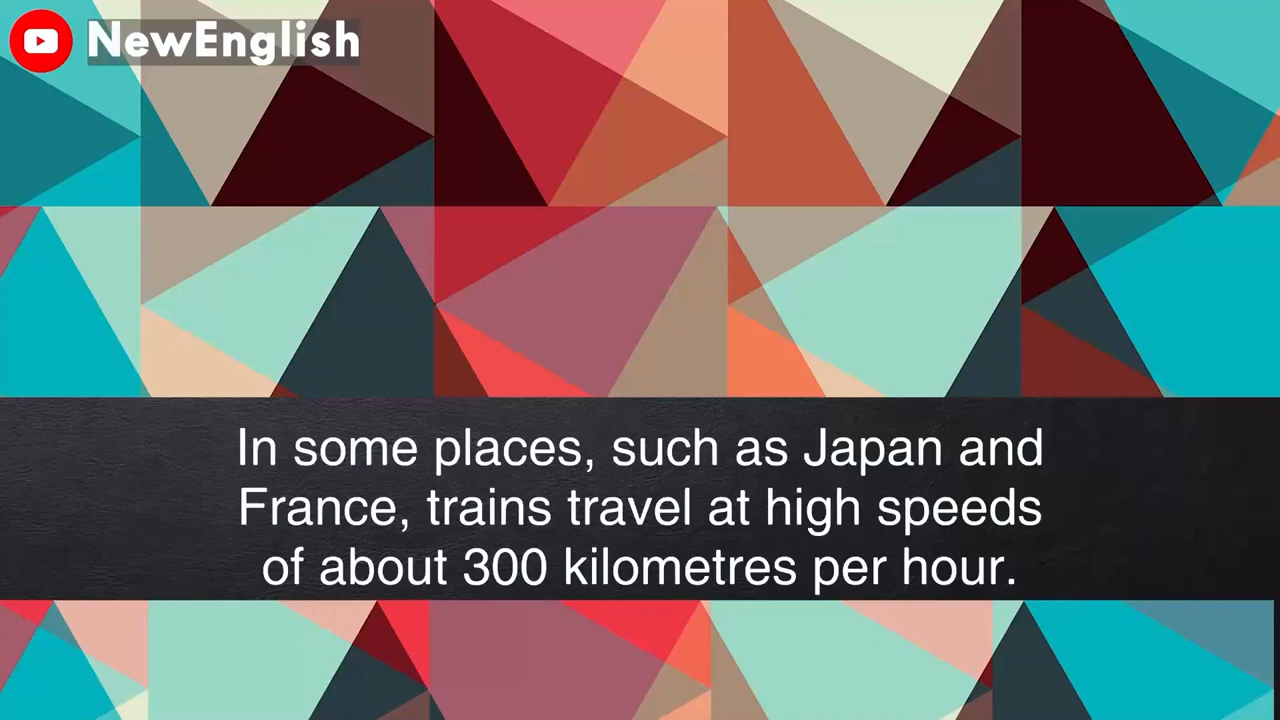 NewEnglish
In some places, such as Japan and
France, trains travel at high speeds
of about 300 kilometres per hour.